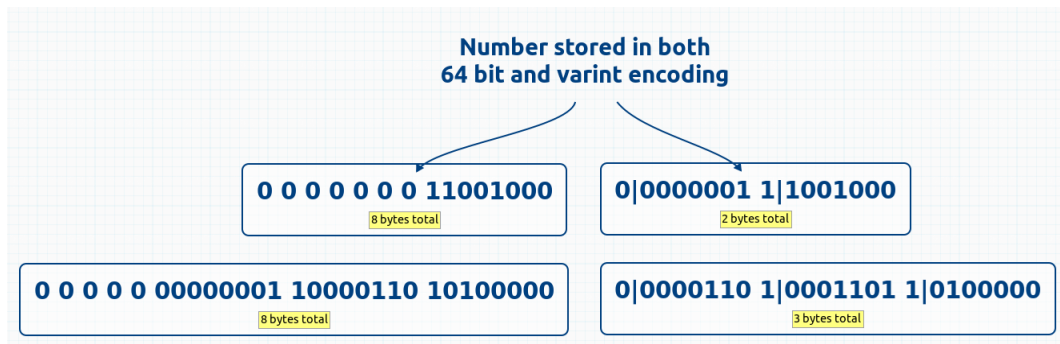 Number stored in both
64 bit and varint encoding
0 0 0 0 0 0 0 11001000
8 bytes total
0|0000001 1|1001000
2 bytes total
0 0 0 0 0 00000001 10000110 10100000
8 bytes total
0|0000110 1|0001101 1|0100000
3 bytes total